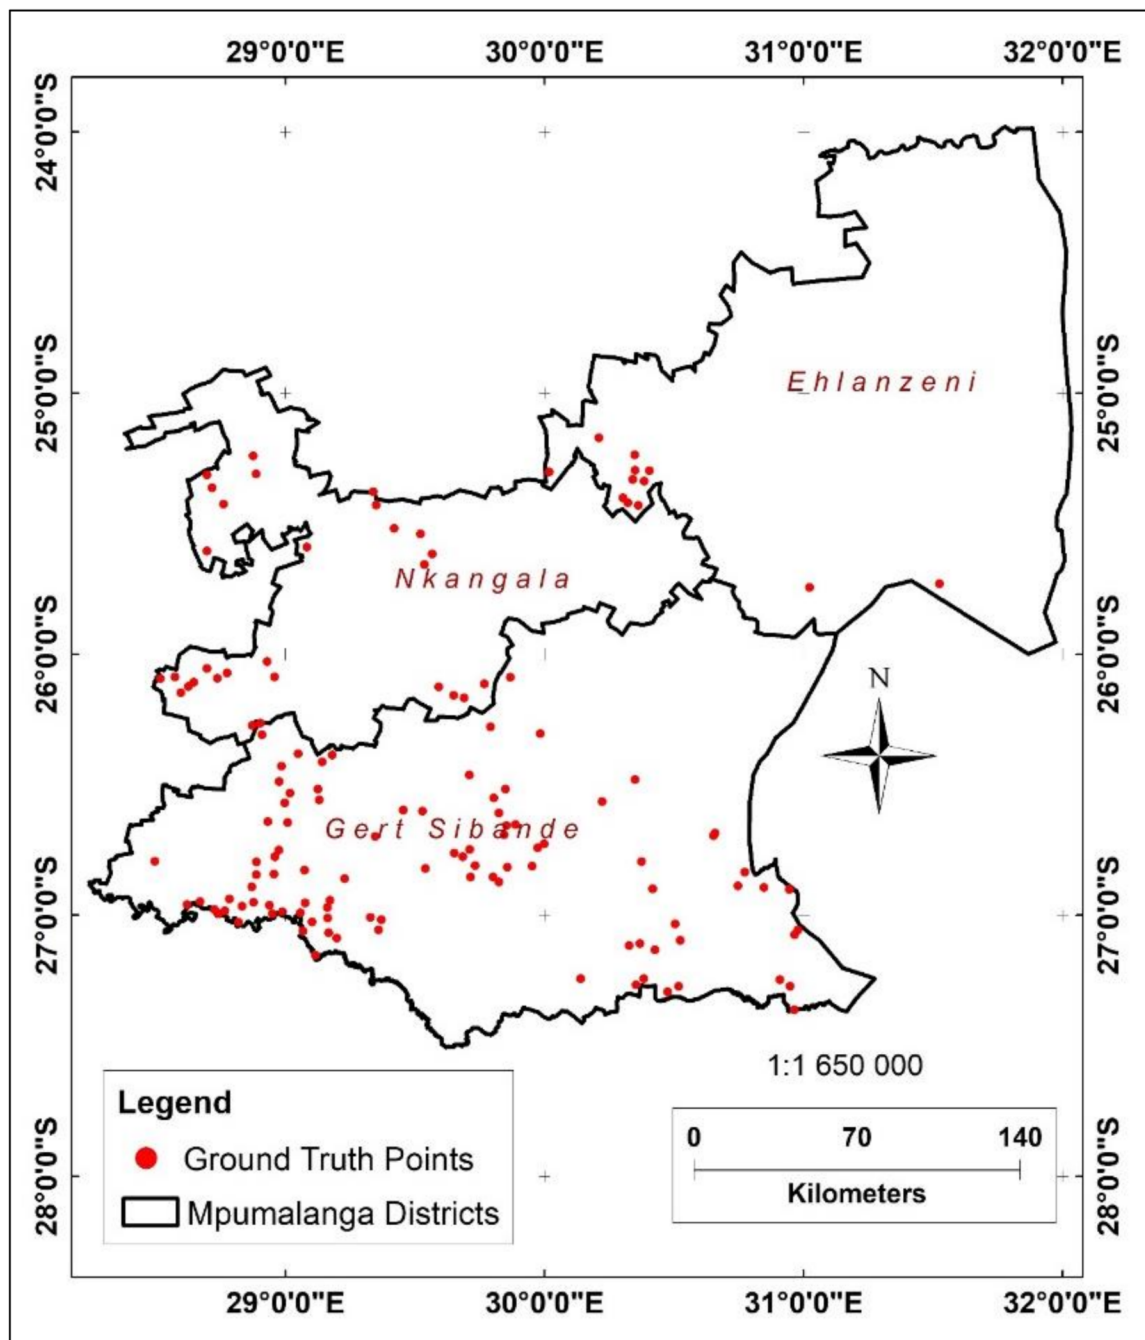 29°0'0"E 30°0'0"E 31°0'0"E 32°0'0"E
24°0'0"S 24°0'0"S
25°0'0"S 25°0'0"S
Ehlanzeni
Nkangala
26°0'0"S 26°0'0"S
N
Gert Sibande
27°0'0"S 27°0'0"S
1:1 650 000
Legend
Ground Truth Points
Mpumalanga Districts
0 70 140
Kilometers
28°0'0"S 28°0'0"S
29°0'0"E 30°0'0"E 31°0'0"E 32°0'0"E